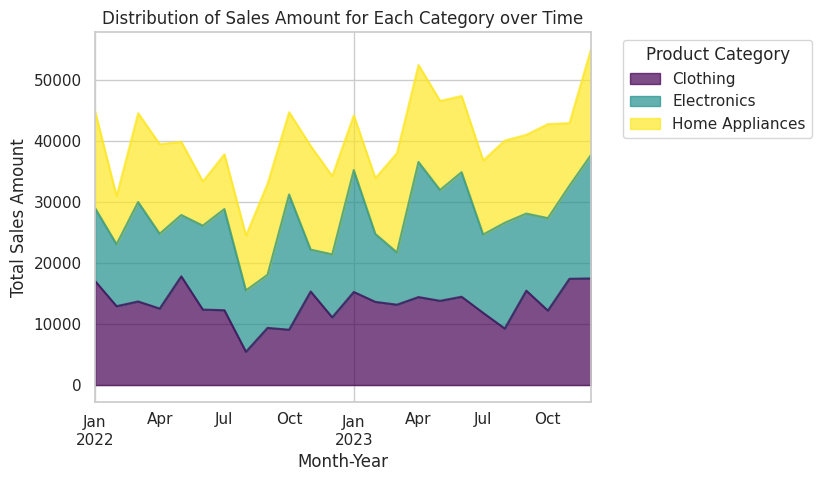 Distribution of Sales Amount for Each Category over Time
Total Sales Amount
50000
40000
30000
20000
10000
0
Jan
2022
Apr
Jul
Oct
Jan
2023
Apr
Jul
Oct
Month-Year
Product Category
Clothing
Electronics
Home Appliances